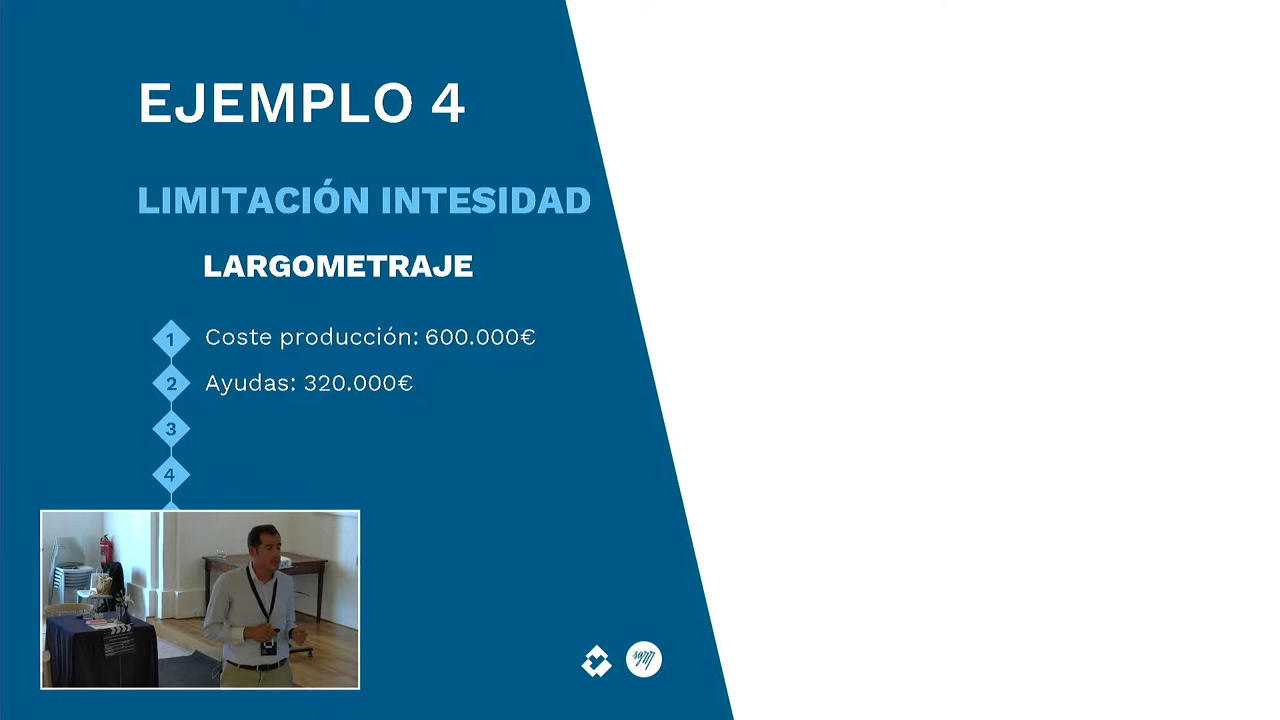 EJEMPLO 4
LIMITACIÓN INTESIDAD
LARGOMETRAJE
1 Coste producción: 600.000€
2 Ayudas: 320.000€
3
4